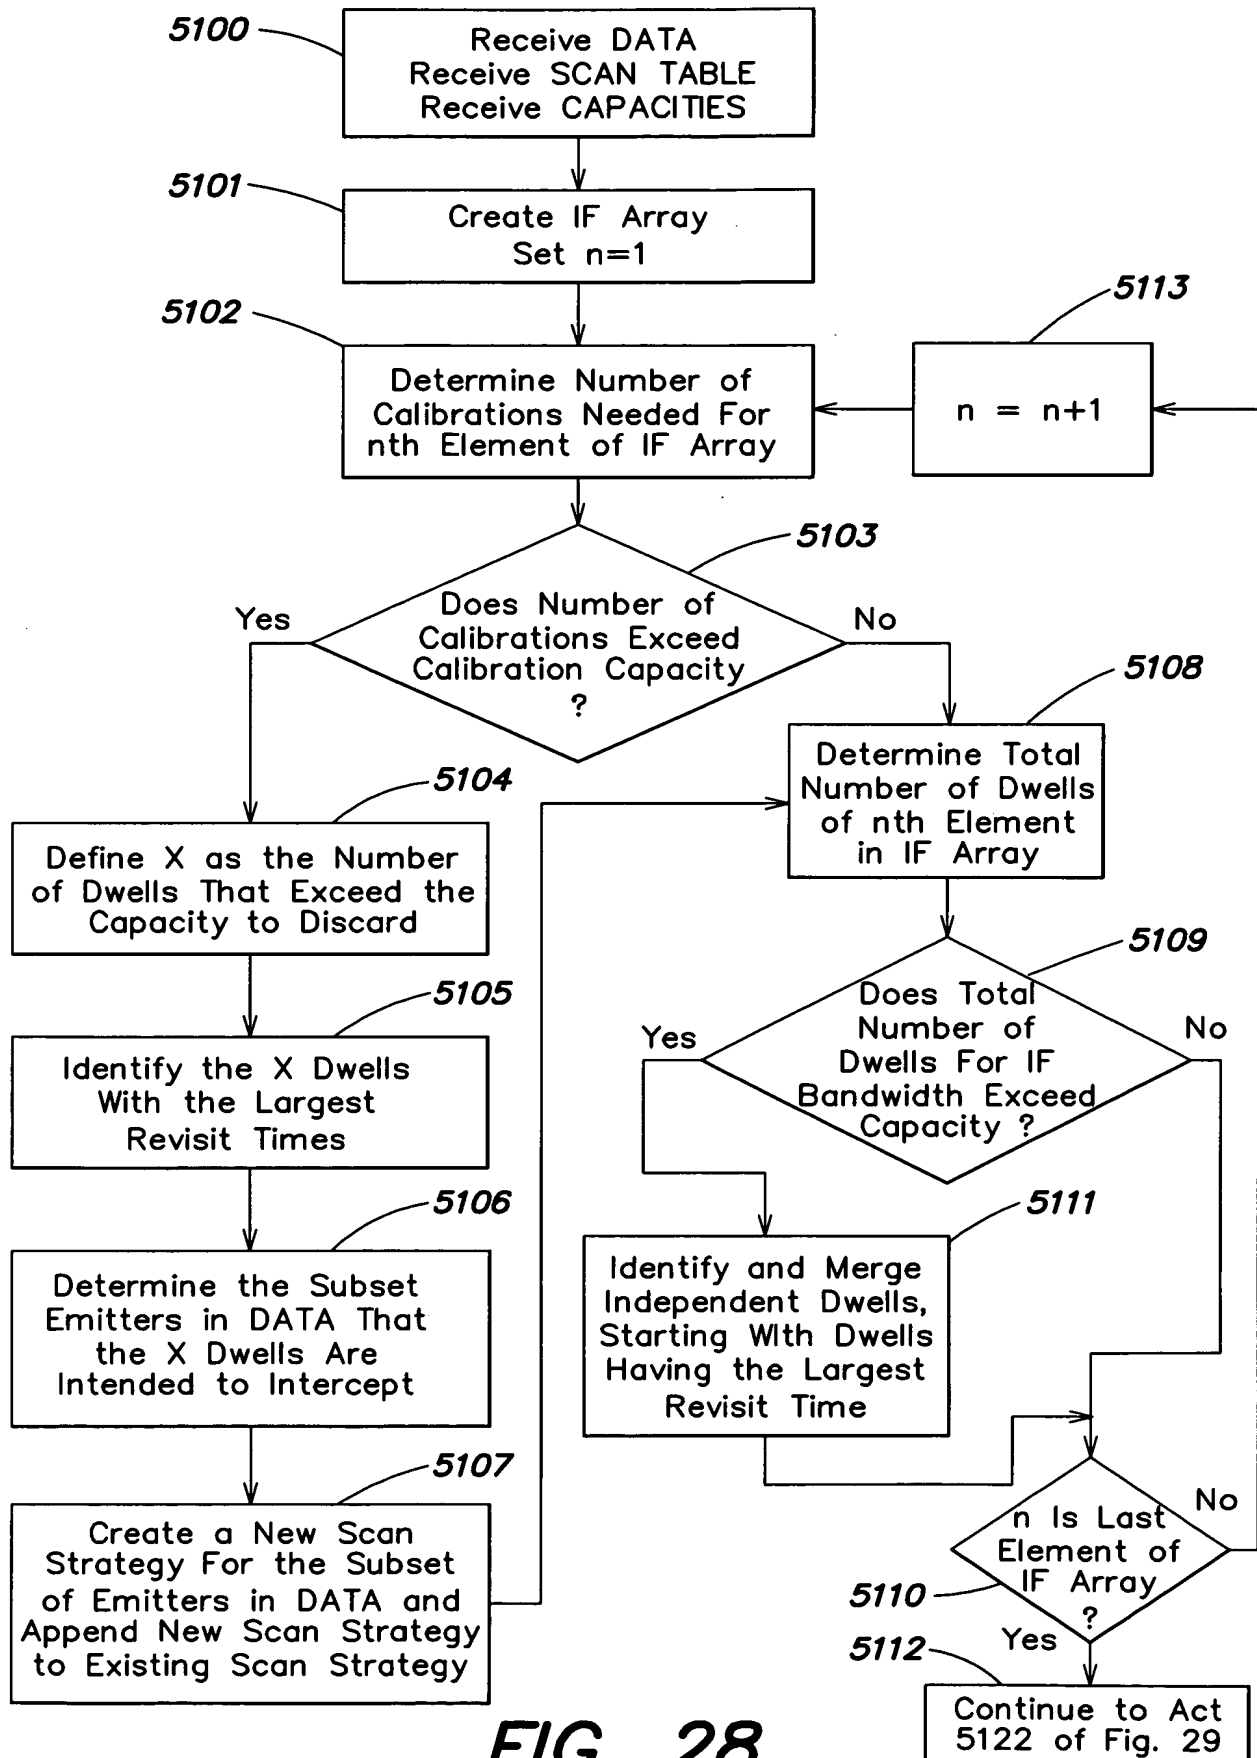 5100
Receive DATA
Receive SCAN TABLE
Receive CAPACITIES
5101
Create IF Array
Set n=1
5102
Determine Number of
Calibrations Needed For
nth Element of IF Array
5113
n = n+1
5103
Does Number of
Calibrations Exceed
Calibration Capacity
?
Yes
No
5104
Define X as the Number
of Dwells That Exceed the
Capacity to Discard
5105
Identify the X Dwells
With the Largest
Revisit Times
5106
Determine the Subset
Emitters in DATA That
the X Dwells Are
Intended to Intercept
5107
Create a New Scan
Strategy For the Subset
of Emitters in DATA and
Append New Scan Strategy
to Existing Scan Strategy
5108
Determine Total
Number of Dwells
of nth Element
in IF Array
5109
Does Total
Number of
Dwells For IF
Bandwidth Exceed
Capacity ?
Yes
No
5111
Identify and Merge
Independent Dwells,
Starting With Dwells
Having the Largest
Revisit Time
5110
n Is Last
Element of
IF Array
?
No
Yes
5112
Continue to Act
5122 of Fig. 29
FIG. 28